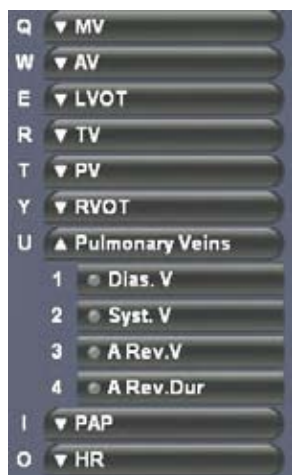 Q ▼ MV
W ▼ AV
E ▼ LVOT
R ▼ TV
T ▼ PV
Y ▼ RVOT
U ▲ Pulmonary Veins
1 Dias. V
2 Syst. V
3 A Rev.V
4 A Rev.Dur
I ▼ PAP
O ▼ HR